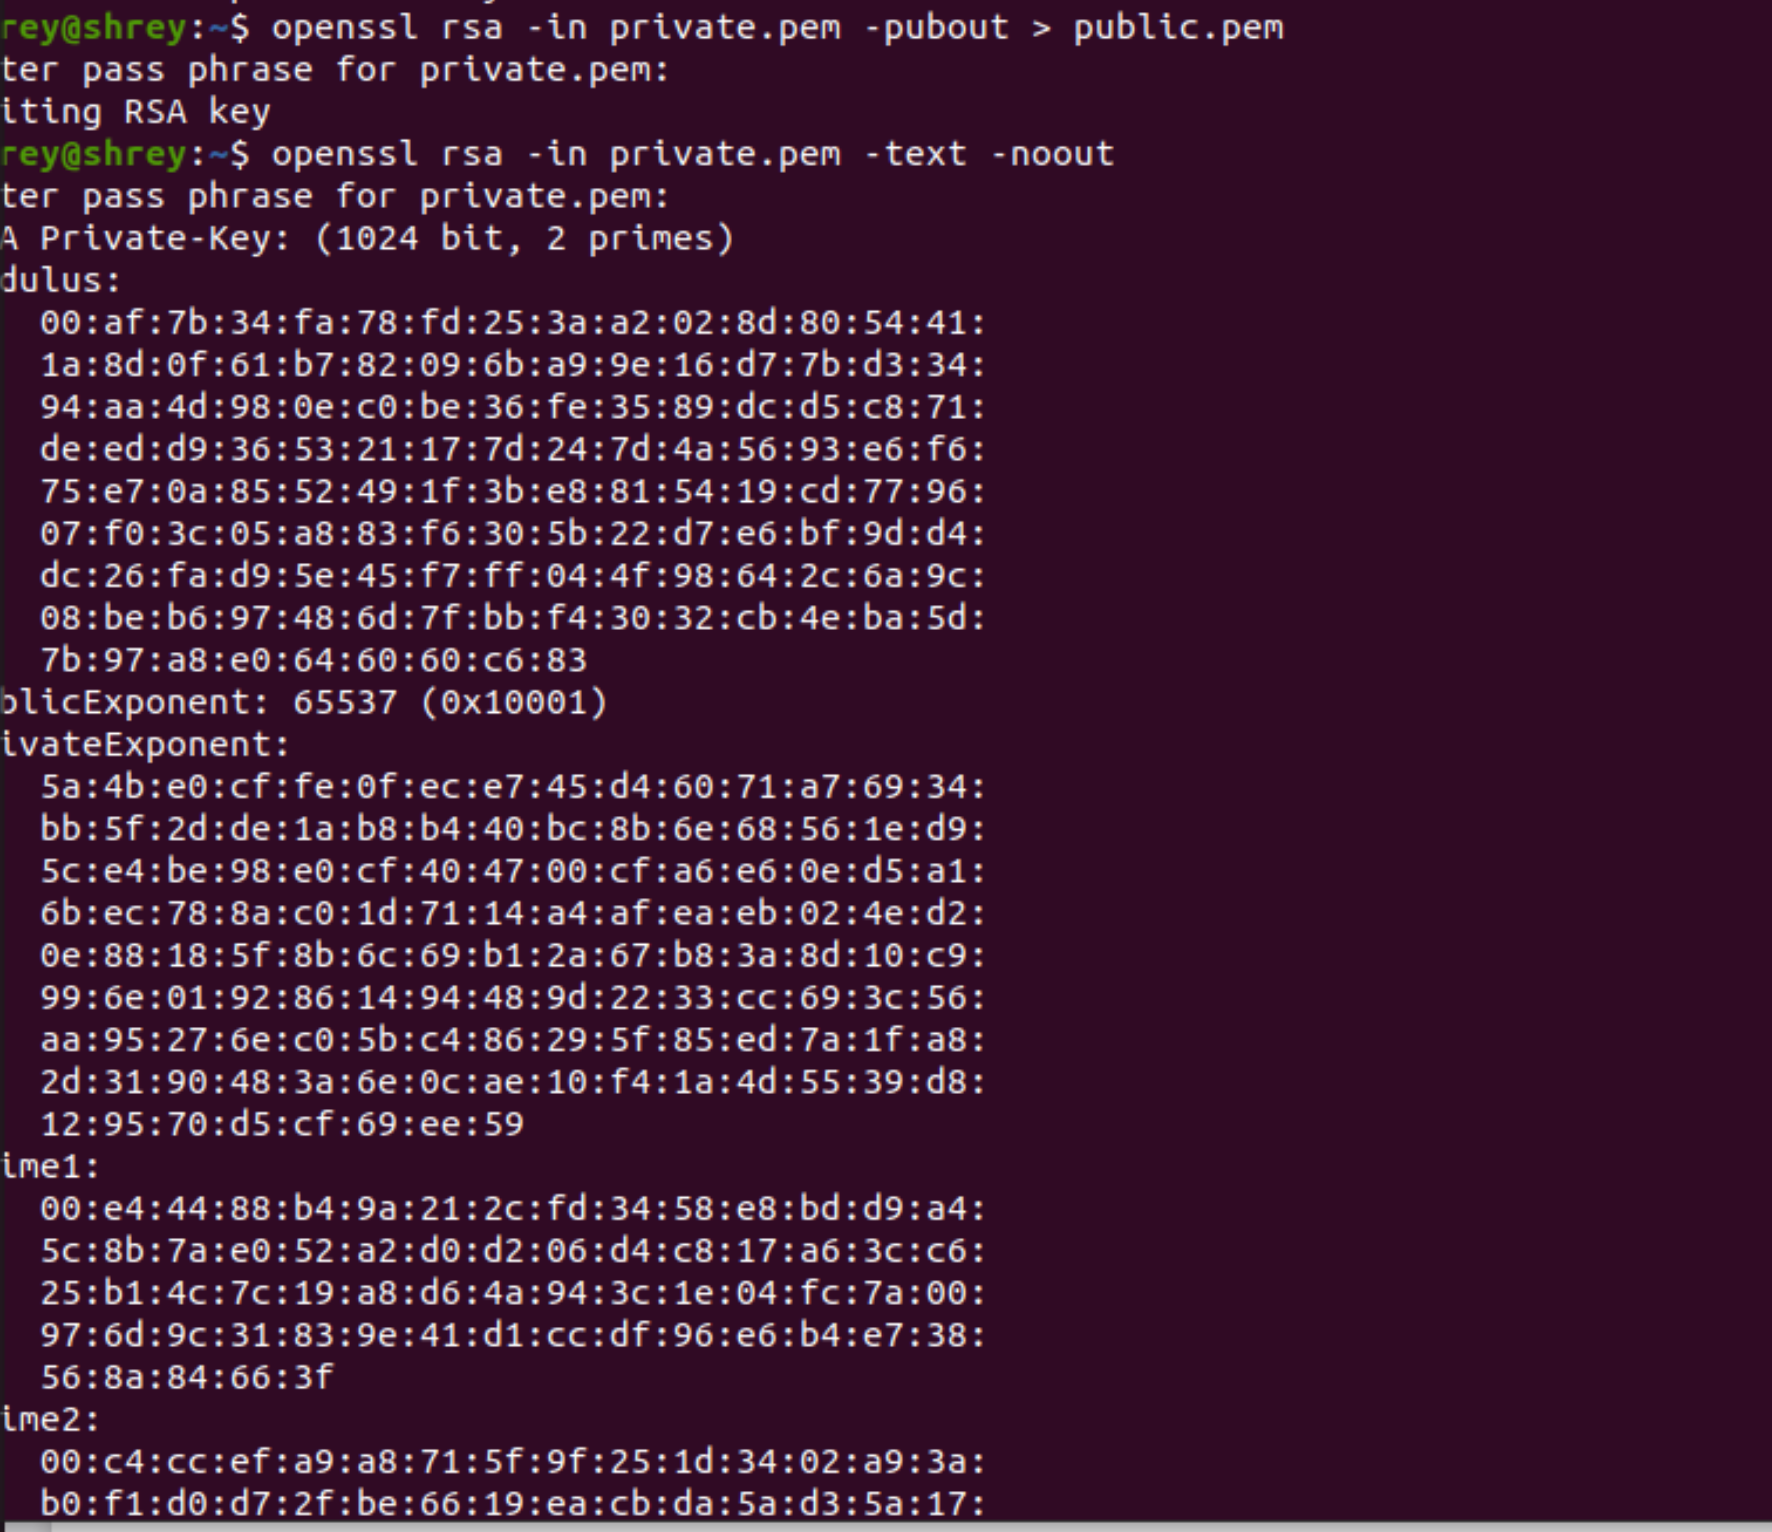 rey@shrey:~$ openssl rsa -in private.pem -pubout > public.pem
ter pass phrase for private.pem:
iting RSA key
rey@shrey:~$ openssl rsa -in private.pem -text -noout
ter pass phrase for private.pem:
A Private-Key: (1024 bit, 2 primes)
dulus:
00:af:7b:34:fa:78:fd:25:3a:a2:02:8d:80:54:41:
1a:8d:0f:61:b7:82:09:6b:a9:9e:16:d7:7b:d3:34:
94:aa:4d:98:0e:c0:be:36:fe:35:89:dc:d5:c8:71:
de:ed:d9:36:53:21:17:7d:24:7d:4a:56:93:e6:f6:
75:e7:0a:85:52:49:1f:3b:e8:81:54:19:cd:77:96:
07:f0:3c:05:a8:83:f6:30:5b:22:d7:e6:bf:9d:d4:
dc:26:fa:d9:5e:45:f7:ff:04:4f:98:64:2c:6a:9c:
08:be:b6:97:48:6d:7f:bb:f4:30:32:cb:4e:ba:5d:
7b:97:a8:e0:64:60:60:c6:83
blicExponent: 65537 (0x10001)
ivateExponent:
5a:4b:e0:cf:fe:0f:ec:e7:45:d4:60:71:a7:69:34:
bb:5f:2d:de:1a:b8:b4:40:bc:8b:6e:68:56:1e:d9:
5c:e4:be:98:e0:cf:40:47:00:cf:a6:e6:0e:d5:a1:
6b:ec:78:8a:c0:1d:71:14:a4:af:ea:eb:02:4e:d2:
0e:88:18:5f:8b:6c:69:b1:2a:67:b8:3a:8d:10:c9:
99:6e:01:92:86:14:94:48:9d:22:33:cc:69:3c:56:
aa:95:27:6e:c0:5b:c4:86:29:5f:85:ed:7a:1f:a8:
2d:31:90:48:3a:6e:0c:ae:10:f4:1a:4d:55:39:d8:
12:95:70:d5:cf:69:ee:59
ime1:
00:e4:44:88:b4:9a:21:2c:fd:34:58:e8:bd:d9:a4:
5c:8b:7a:e0:52:a2:d0:d2:06:d4:c8:17:a6:3c:c6:
25:b1:4c:7c:19:a8:d6:4a:94:3c:1e:04:fc:7a:00:
97:6d:9c:31:83:9e:41:d1:cc:df:96:e6:b4:e7:38:
56:8a:84:66:3f
ime2:
00:c4:cc:ef:a9:a8:71:5f:9f:25:1d:34:02:a9:3a:
b0:f1:d0:d7:2f:be:66:19:ea:cb:da:5a:d3:5a:17: